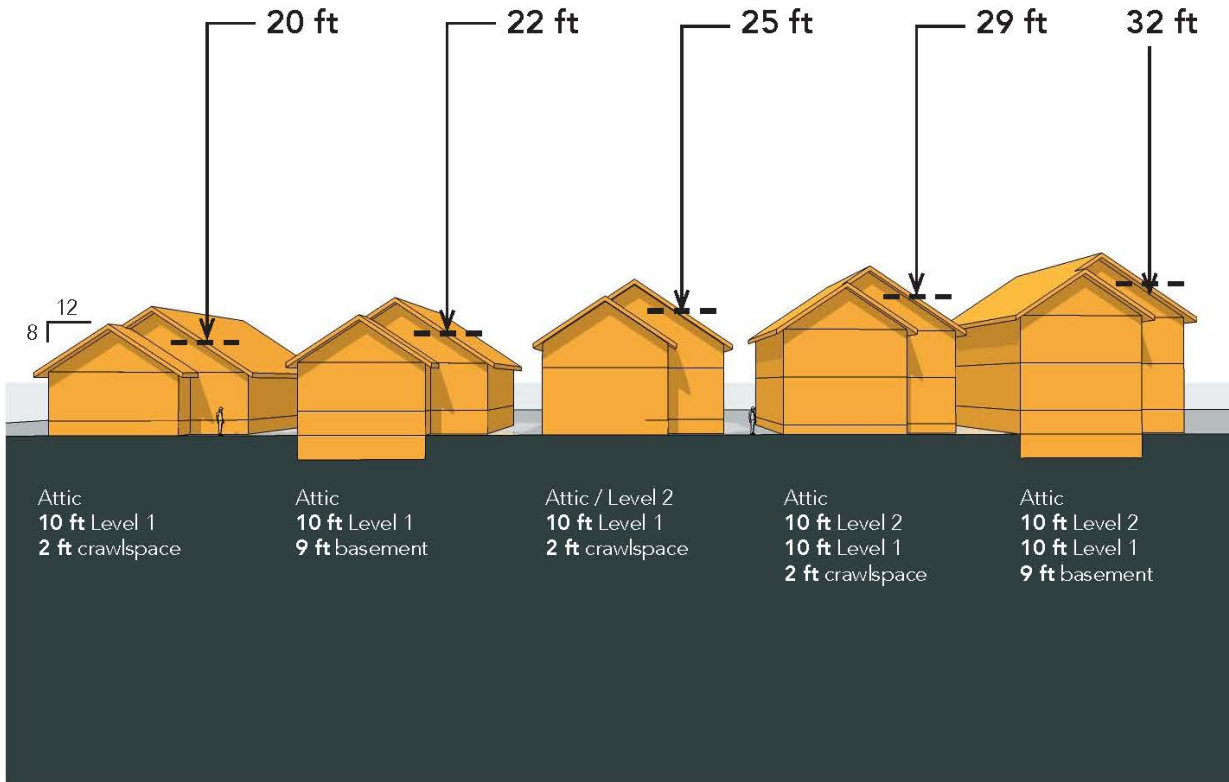 20 ft
22 ft
25 ft
29 ft
32 ft
12
8
Attic
10 ft Level 1
2 ft crawlspace
Attic
10 ft Level 1
9 ft basement
Attic / Level 2
10 ft Level 1
2 ft crawlspace
Attic
10 ft Level 2
10 ft Level 1
2 ft crawlspace
Attic
10 ft Level 2
10 ft Level 1
9 ft basement